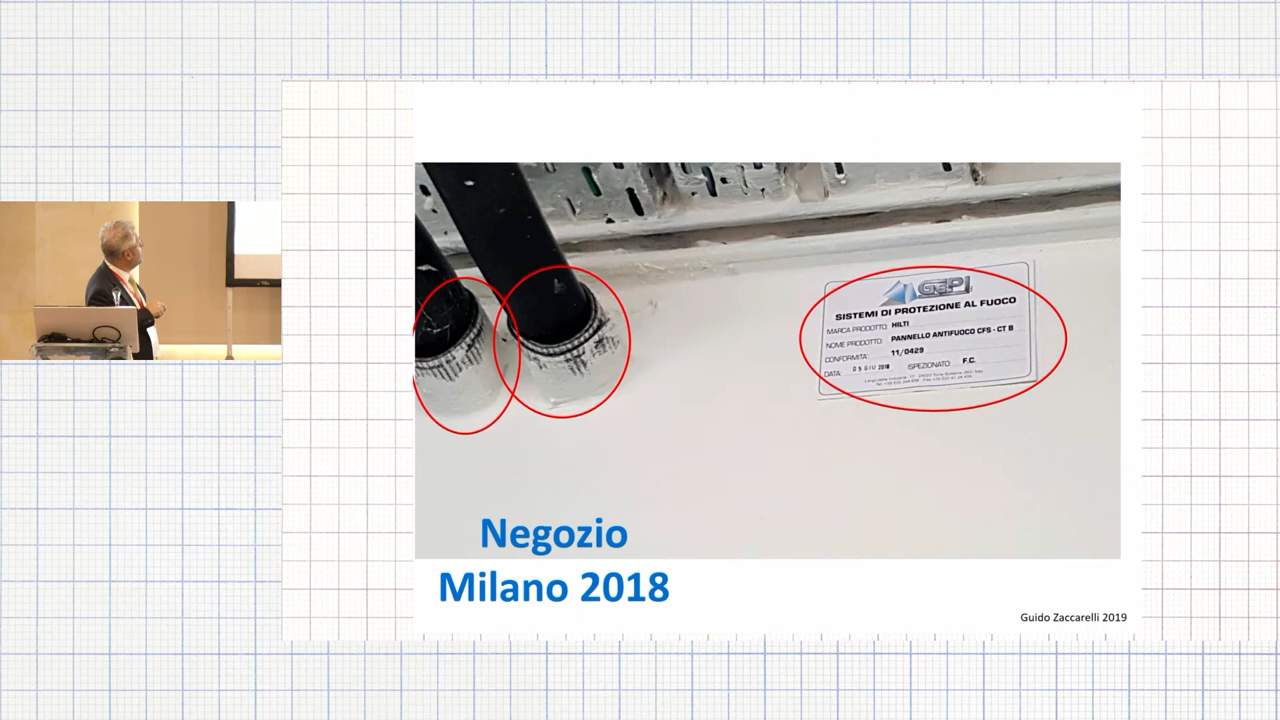 GEPI
SISTEMI DI PROTEZIONE AL FUOCO
MARCA PRODOTTO: HILTI
NOME PRODOTTO: PANNELLO ANTIFUOCO CFS - CT B
CONFORMITA': 11/0429
DATA: 05 GIU 2018 ISPEZIONATO: F.C.
Negozio
Milano 2018
Guido Zaccarelli 2019